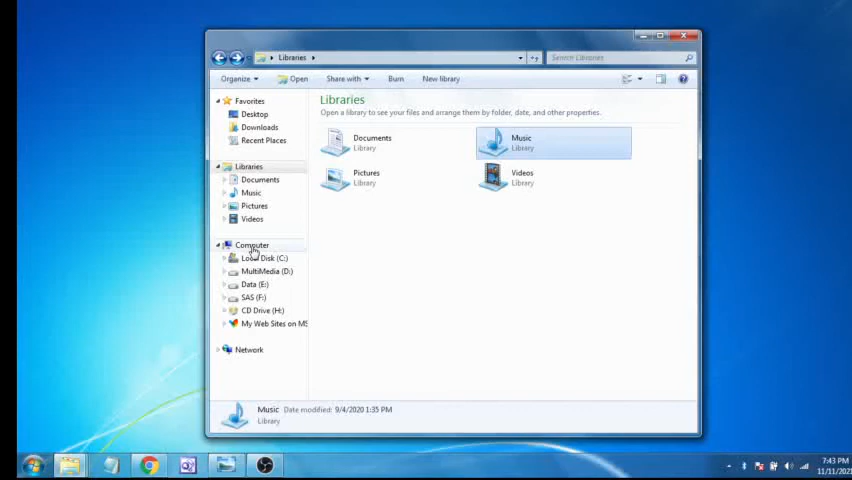 Libraries
Search Libraries
Organize
Open
Share with
Burn
New library
Favorites
Desktop
Downloads
Recent Places
Libraries
Documents
Music
Pictures
Videos
Computer
Local Disk (C:)
MultiMedia (D:)
Data (E:)
SAS (F:)
CD Drive (H:)
My Web Sites on MS
Network
Libraries
Open a library to see your files and arrange them by folder, date, and other properties.
Documents
Library
Music
Library
Pictures
Library
Videos
Library
Music Date modified: 9/4/2020 1:35 PM
Library
7:43 PM
11/11/202